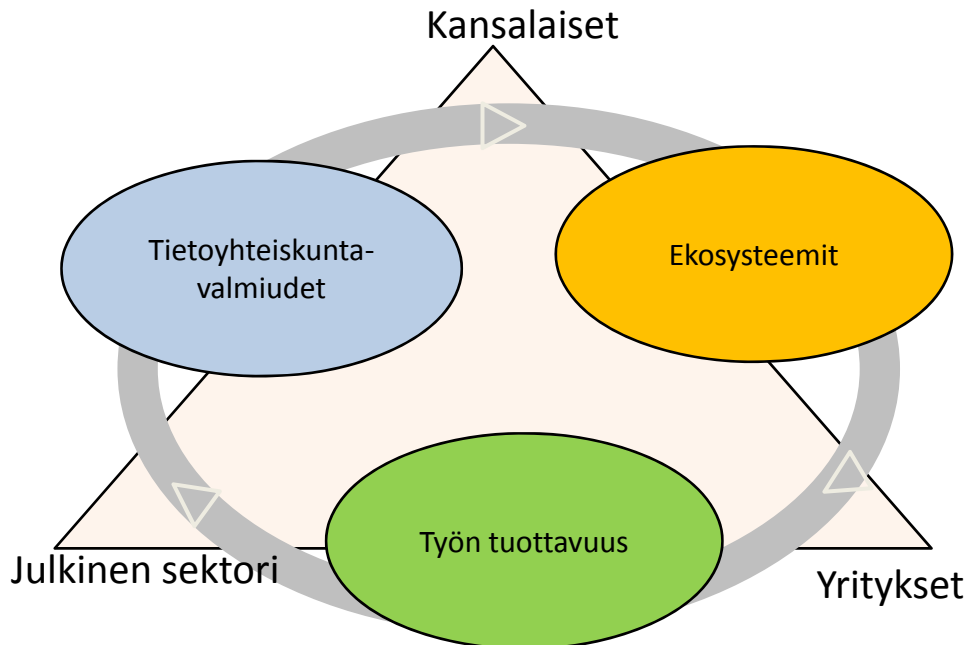 Kansalaiset
Tietoyhteiskunta-
valmiudet
Ekosysteemit
Työn tuottavuus
Julkinen sektori
Yritykset